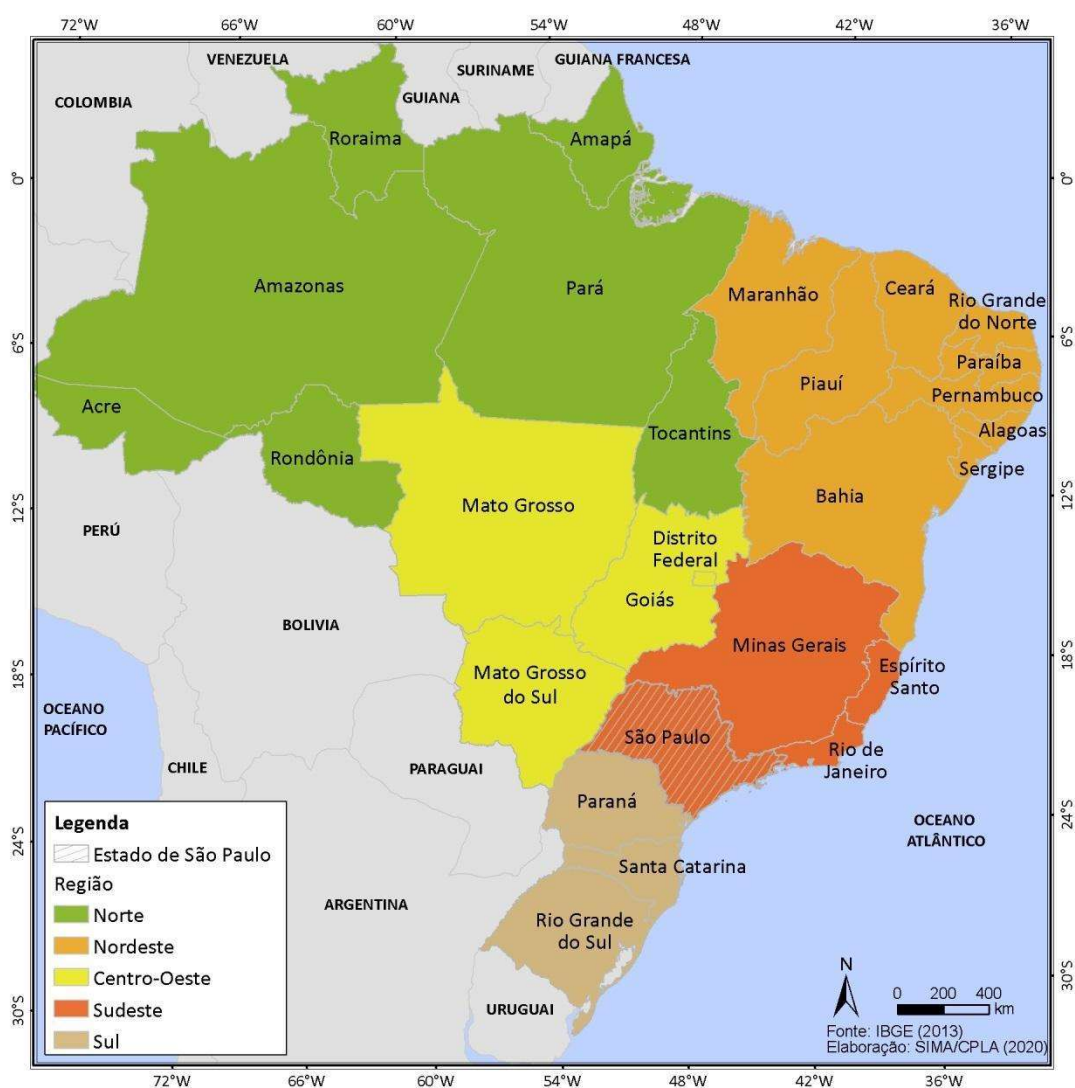 72°W 66°W 60°W 54°W 48°W 42°W 36°W
VENEZUELA
SURINAME
GUIANA FRANCESA
COLOMBIA
GUIANA
Roraima
Amapá
0°
0°
Amazonas
Pará
Maranhão
Ceará
Rio Grande
do Norte
6°S
6°S
Paraíba
Piauí
Pernambuco
Acre
Tocantins
Alagoas
Rondônia
Sergipe
Bahia
12°S
12°S
Mato Grosso
PERÚ
Distrito
Federal
Goiás
BOLIVIA
Minas Gerais
18°S
18°S
Espírito
Santo
Mato Grosso
do Sul
OCEANO
PACÍFICO
São Paulo
Rio de
Janeiro
CHILE
PARAGUAI
Paraná
OCEANO
ATLÂNTICO
24°S
24°S
Legenda
Estado de São Paulo
Região
Norte
Nordeste
Centro-Oeste
Sudeste
Sul
Santa Catarina
ARGENTINA
Rio Grande
do Sul
30°S
30°S
URUGUAI
N
0 200 400
km
Fonte: IBGE (2013)
Elaboração: SIMA/CPLA (2020)
72°W 66°W 60°W 54°W 48°W 42°W 36°W